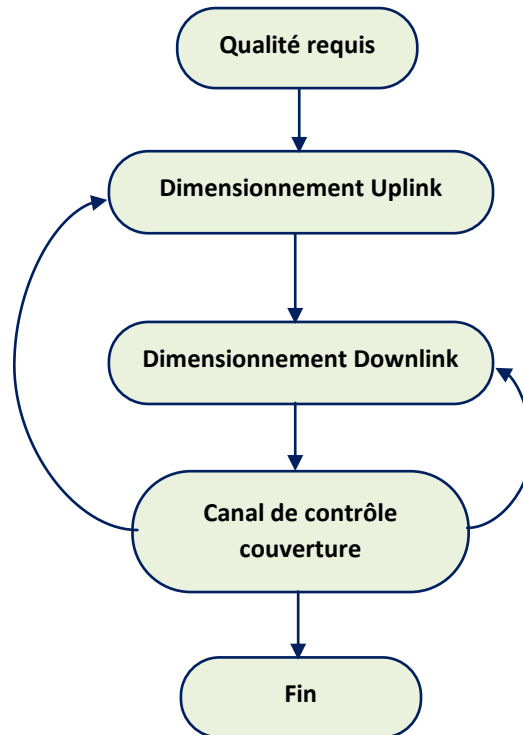 Qualité requis
Dimensionnement Uplink
Dimensionnement Downlink
Canal de contrôle
couverture
Fin